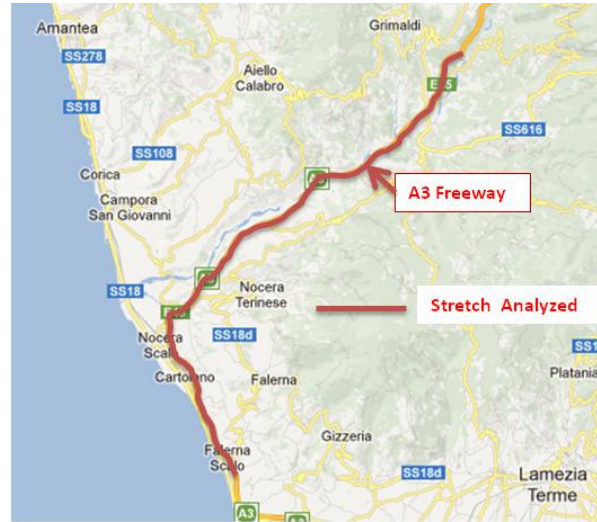 Amantea
Grimaldi
SS278
Aiello
Calabro
SS18
SS616
SS108
Corica
Campora
San Giovanni
A3 Freeway
SS18
Nocera
Terinese
Stretch Analyzed
SS18d
Nocera
Scalo
Cartolano
Falerna
Platania
Gizzeria
Falerna
Scalo
SS18d
Lamezia
Terme
A3